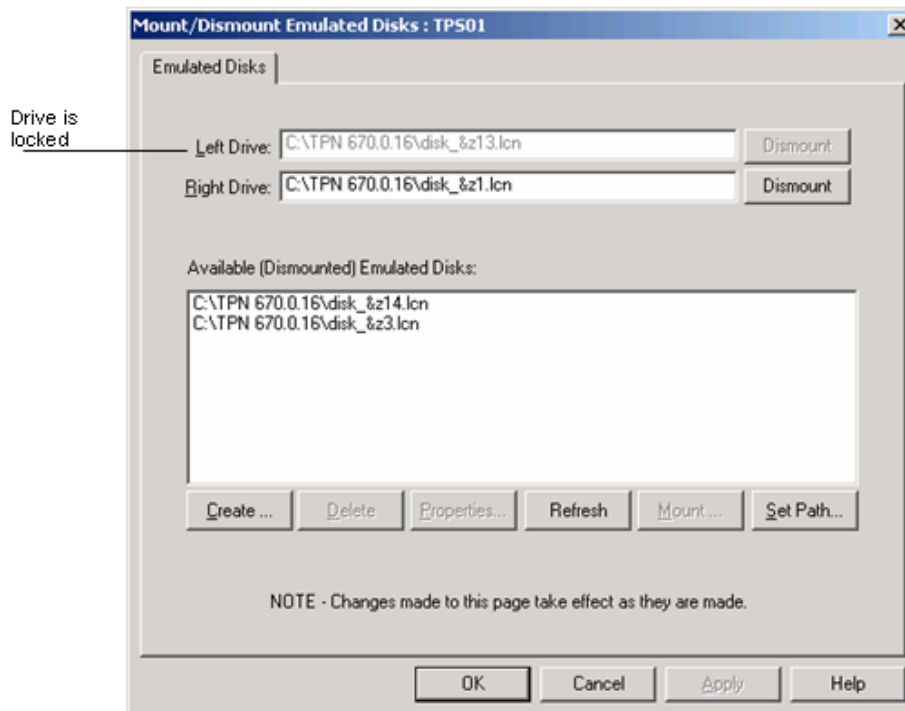 Mount/Dismount Emulated Disks : TPS01
Emulated Disks
Drive is
locked
Left Drive: C:\TPN 670.0.16\disk_&z13.lcn Dismount
Right Drive: C:\TPN 670.0.16\disk_&z1.lcn Dismount
Available (Dismounted) Emulated Disks:
C:\TPN 670.0.16\disk_&z14.lcn
C:\TPN 670.0.16\disk_&z3.lcn
Create ... Delete Properties... Refresh Mount ... Set Path...
NOTE - Changes made to this page take effect as they are made.
OK Cancel Apply Help